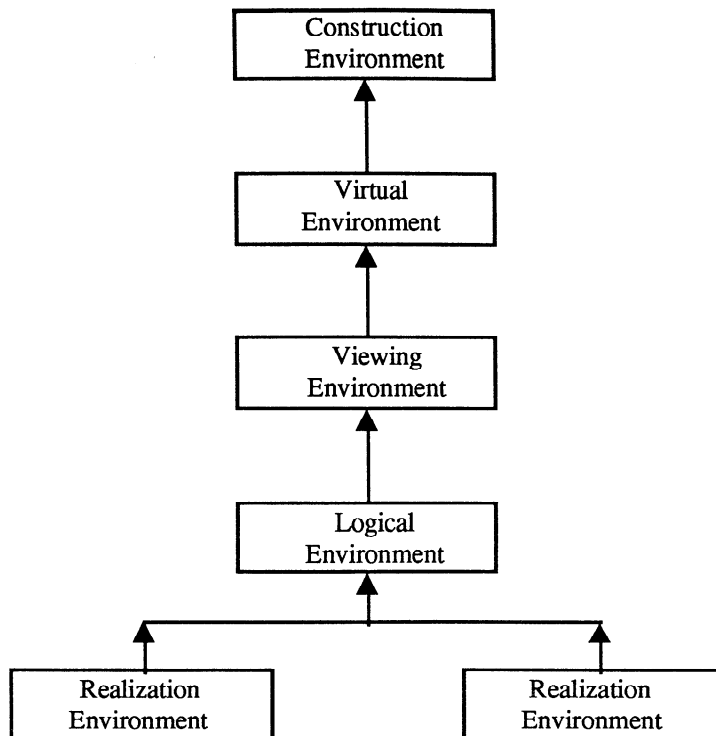 Construction
Environment
Virtual
Environment
Viewing
Environment
Logical
Environment
Realization
Environment
Realization
Environment